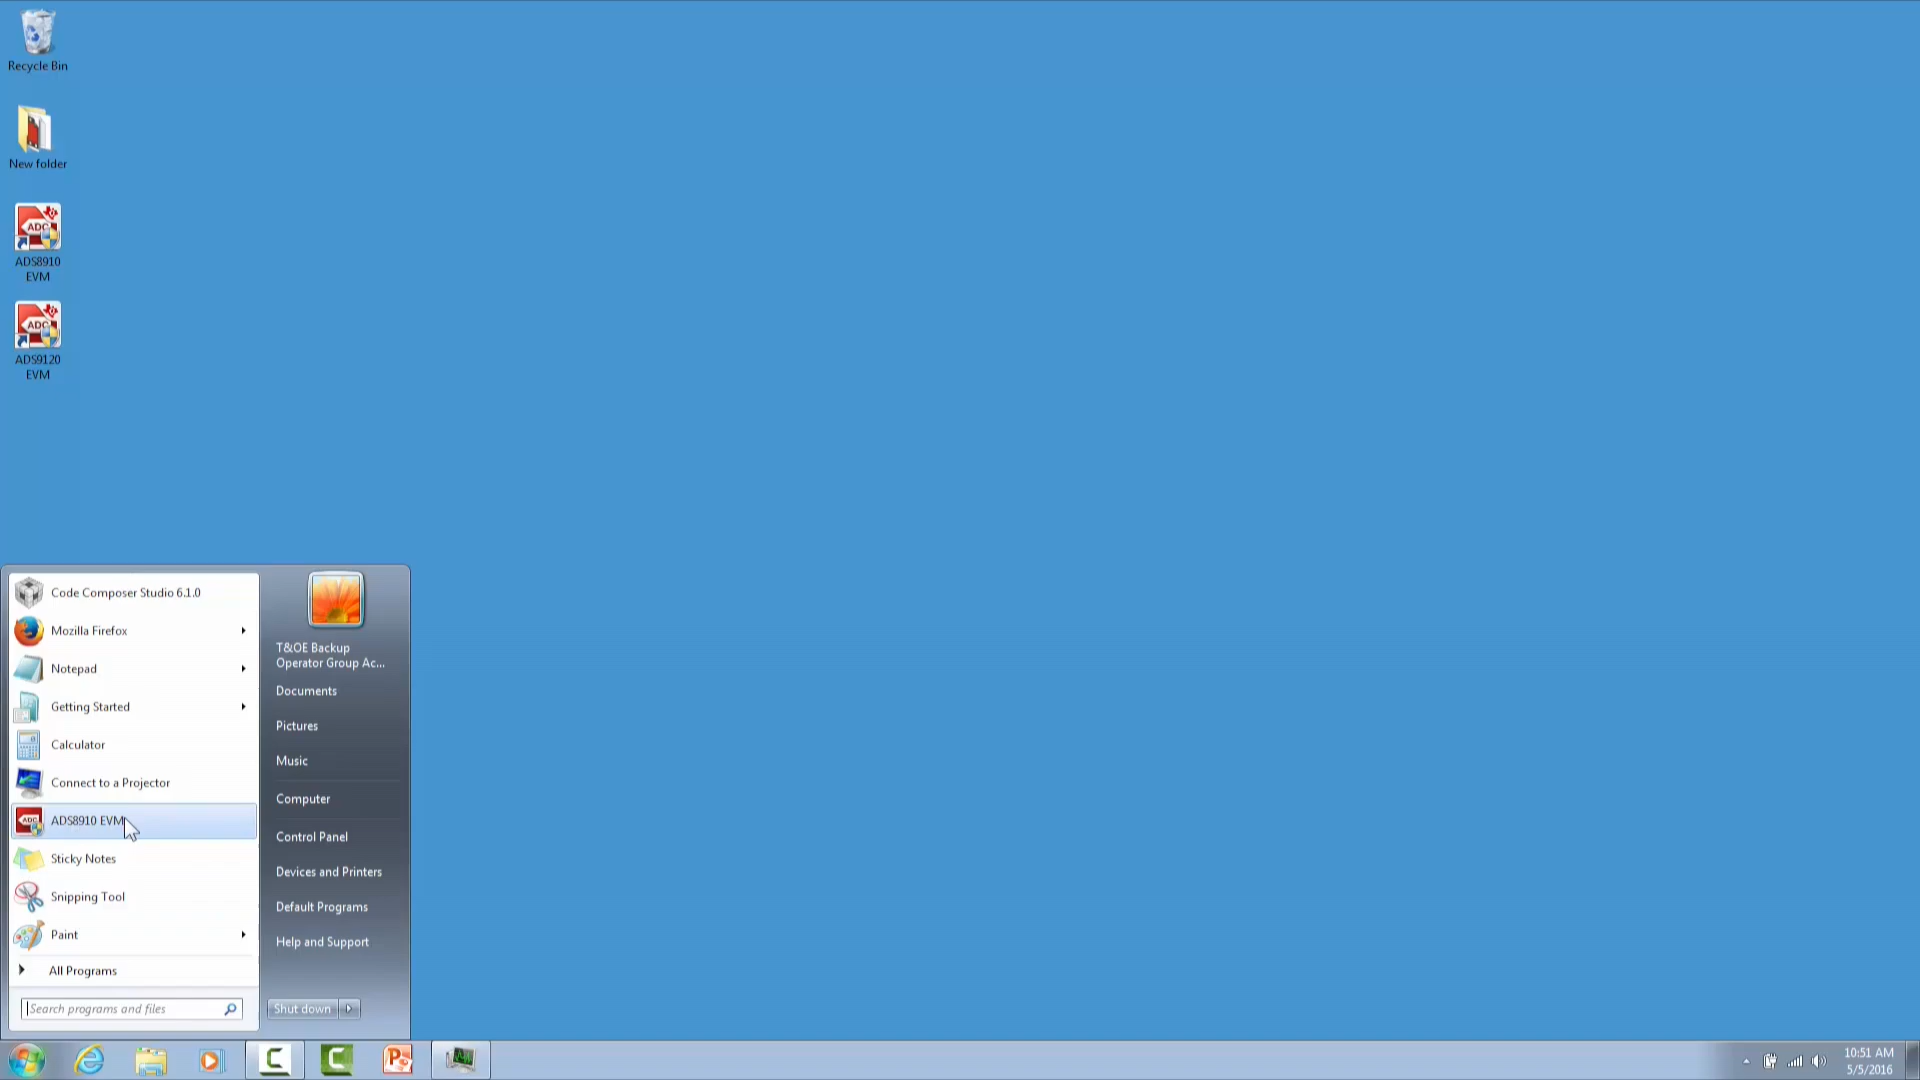 Recycle Bin
New folder
ADC
ADS8910
EVM
ADC
ADS9120
EVM
Code Composer Studio 6.1.0
Mozilla Firefox
Notepad
Getting Started
Calculator
Connect to a Projector
ADC
ADS8910 EVM
Sticky Notes
Snipping Tool
Paint
All Programs
Search programs and files
T&OE Backup
Operator Group Ac...
Documents
Pictures
Music
Computer
Control Panel
Devices and Printers
Default Programs
Help and Support
Shut down
10:51 AM
5/5/2016